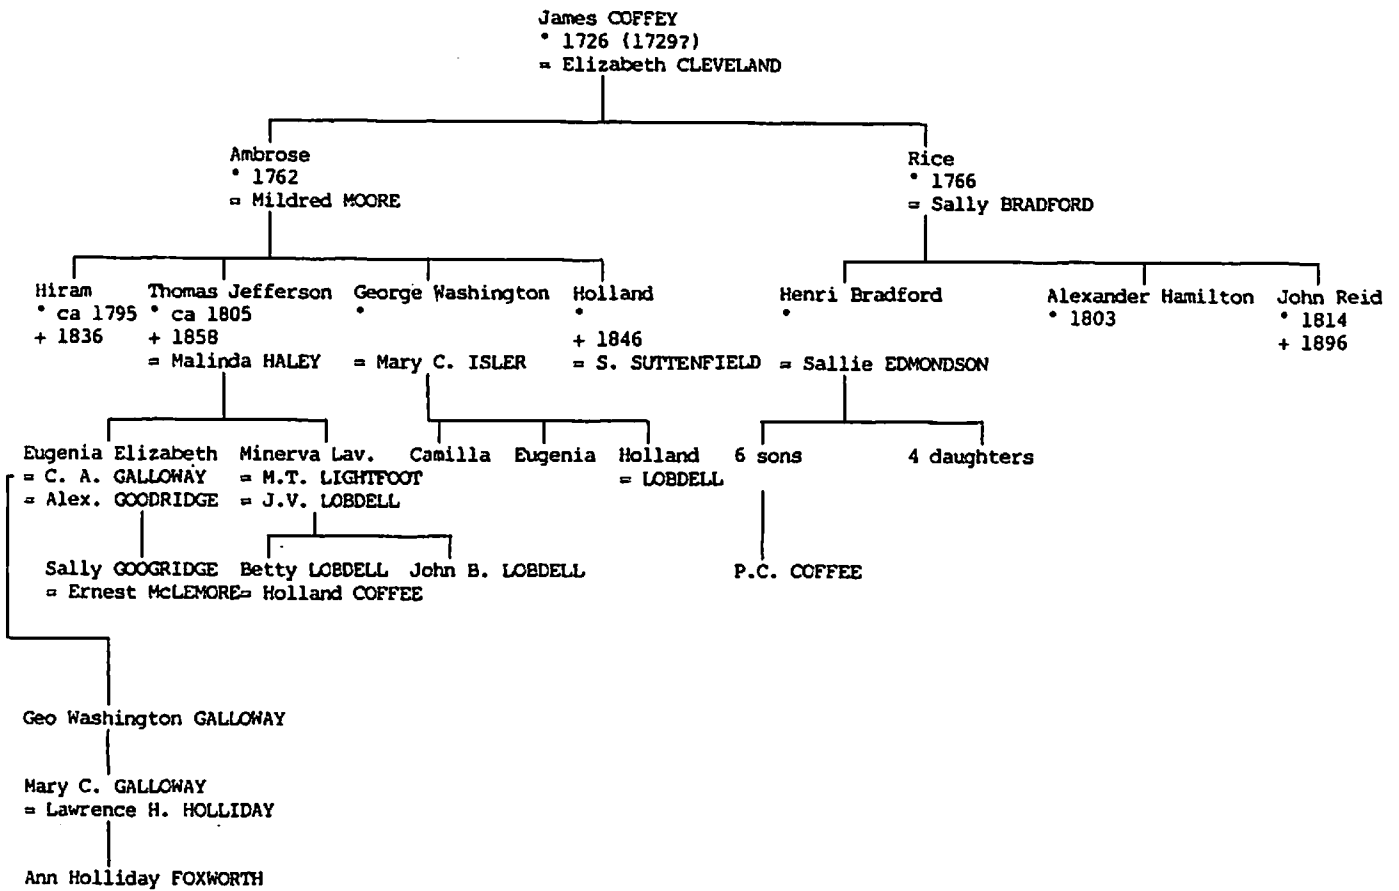 James COFFEY
* 1726 (1729?)
= Elizabeth CLEVELAND
Ambrose
* 1762
= Mildred MOORE
Rice
* 1766
= Sally BRADFORD
Hiram
* ca 1795
+ 1836
Thomas Jefferson
* ca 1805
+ 1858
= Malinda HALEY
George Washington
*
= Mary C. ISLER
Holland
*
+ 1846
= S. SUTTENFIELD
Henri Bradford
*
= Sallie EDMONDSON
Alexander Hamilton
* 1803
John Reid
* 1814
+ 1896
Eugenia Elizabeth
= C. A. GALLOWAY
= Alex. GOODRIDGE
Minerva Lav.
= M.T. LIGHTFOOT
= J.V. LOBDELL
Camilla
Eugenia
Holland
= LOBDELL
6 sons
4 daughters
Sally GOOGRIDGE
= Ernest McLEMORE
Betty LOBDELL
= Holland COFFEE
John B. LOBDELL
P.C. COFFEE
Geo Washington GALLOWAY
Mary C. GALLOWAY
= Lawrence H. HOLLIDAY
Ann Holliday FOXWORTH